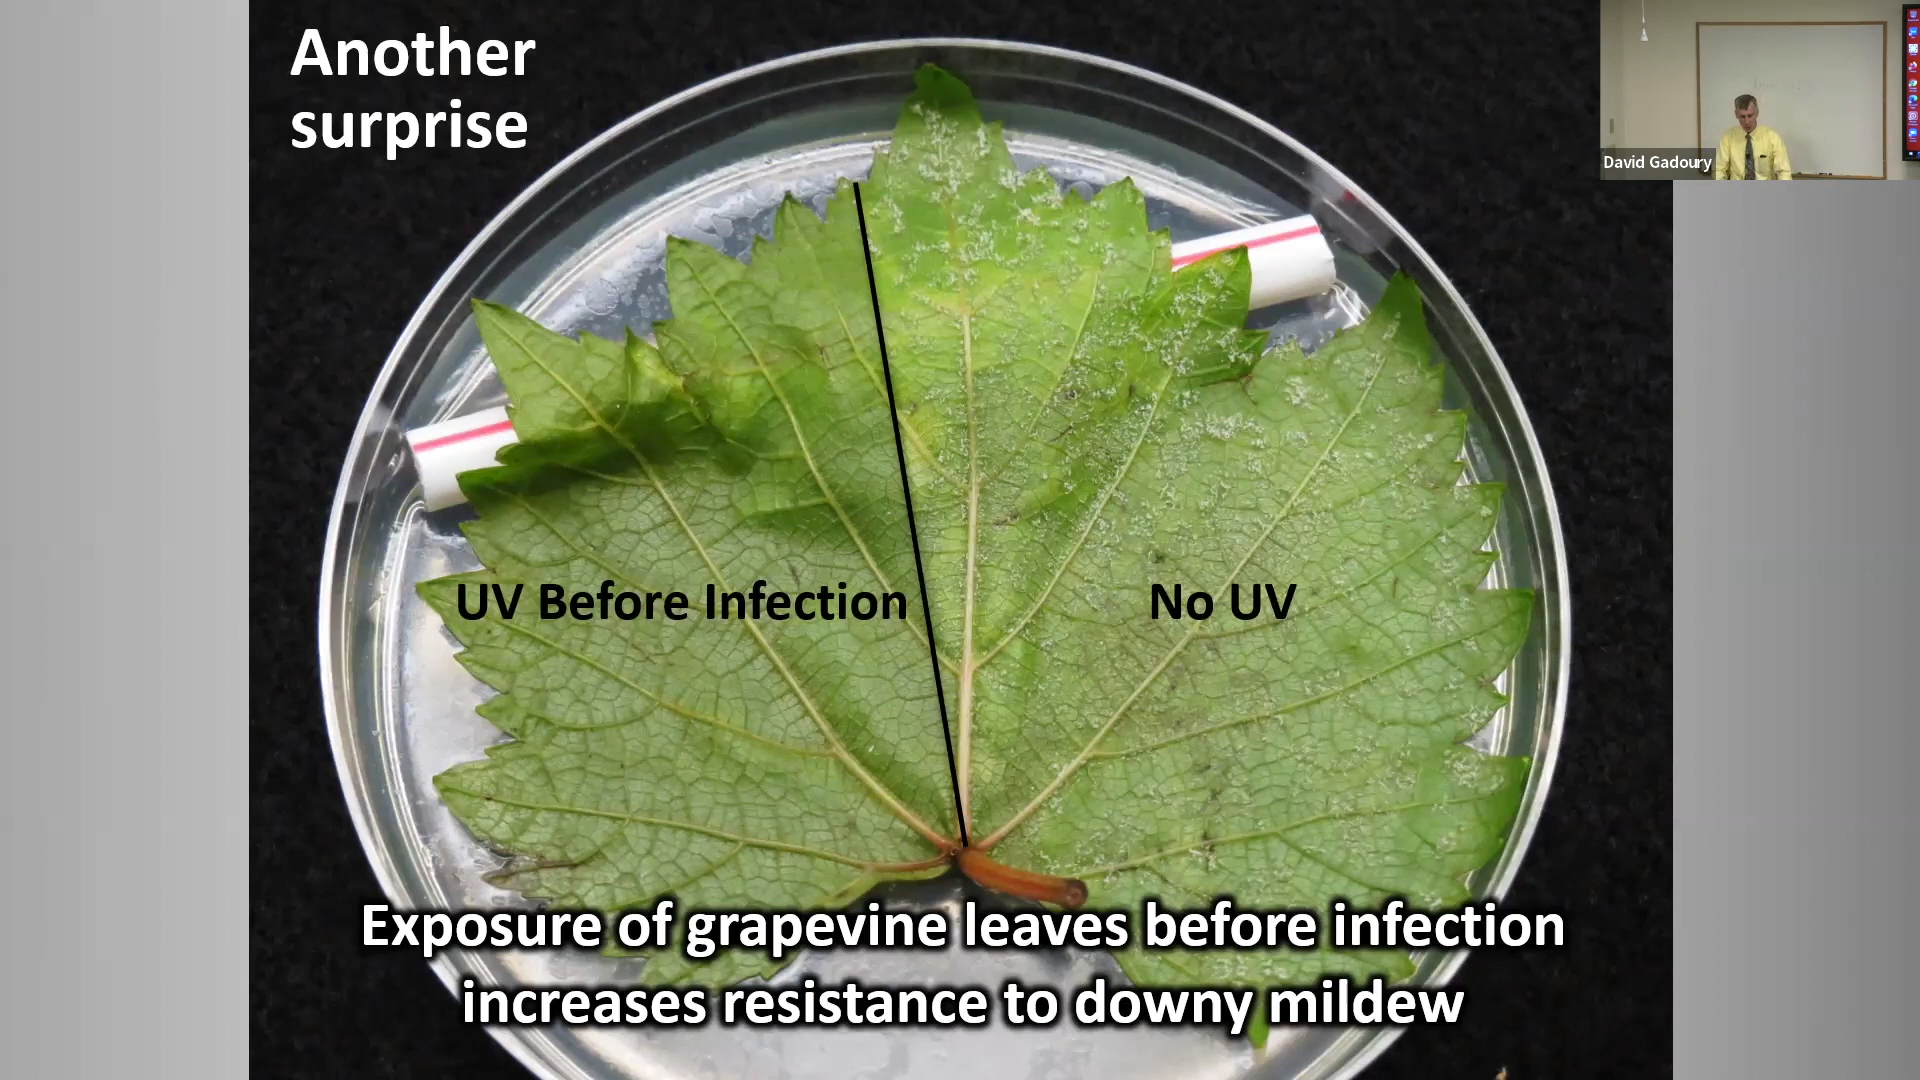 Another
surprise
David Gadoury
UV Before Infection
No UV
Exposure of grapevine leaves before infection
increases resistance to downy mildew